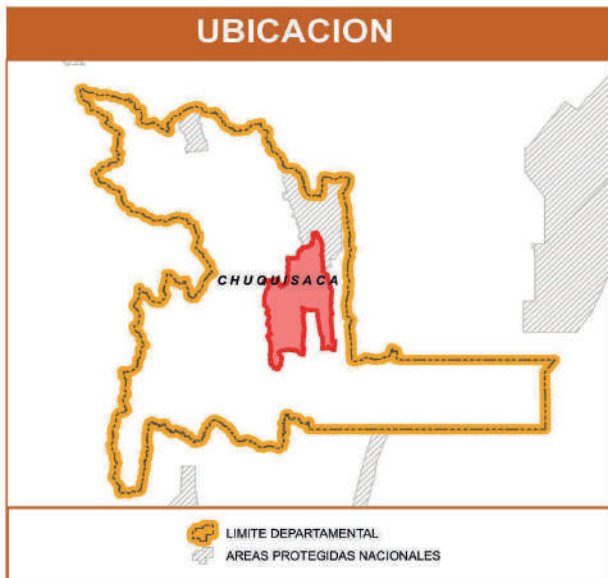 UBICACION
CHUQUISACA
LIMITE DEPARTAMENTAL
AREAS PROTEGIDAS NACIONALES